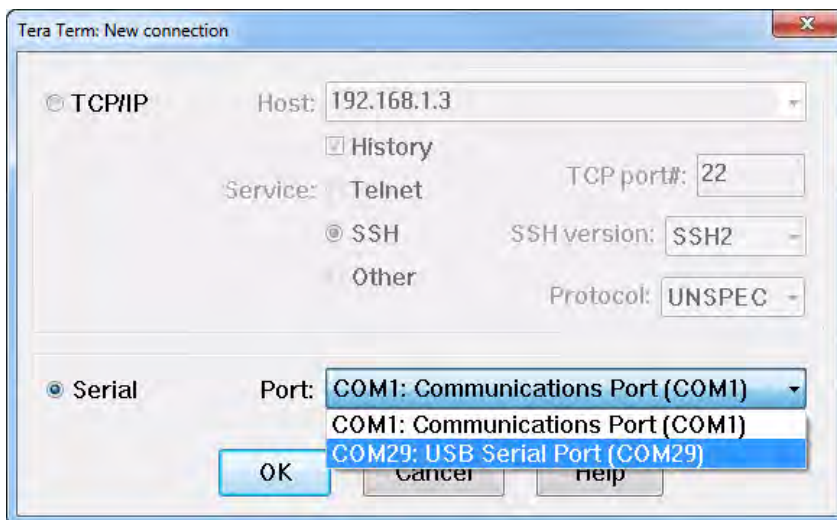 Tera Term: New connection
TCP/IP Host: 192.168.1.3
History
Service: Telnet TCP port#: 22
SSH SSH version: SSH2
Other Protocol: UNSPEC
Serial Port: COM1: Communications Port (COM1)
COM1: Communications Port (COM1)
COM29: USB Serial Port (COM29)
OK Cancel Help